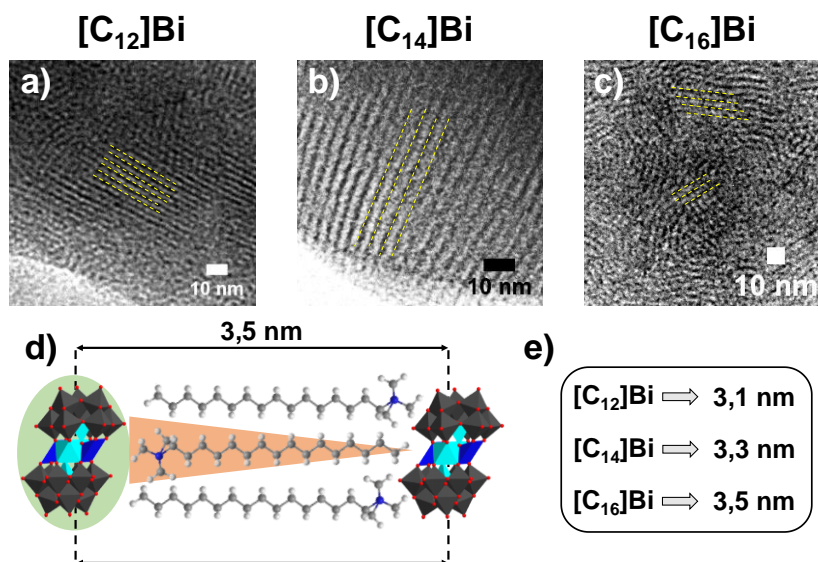 [C₁₂]Bi
[C₁₄]Bi
[C₁₆]Bi
a)
b)
c)
10 nm
10 nm
10 nm
d)
3,5 nm
e)
[C₁₂]Bi ⇨ 3,1 nm
[C₁₄]Bi ⇨ 3,3 nm
[C₁₆]Bi ⇨ 3,5 nm